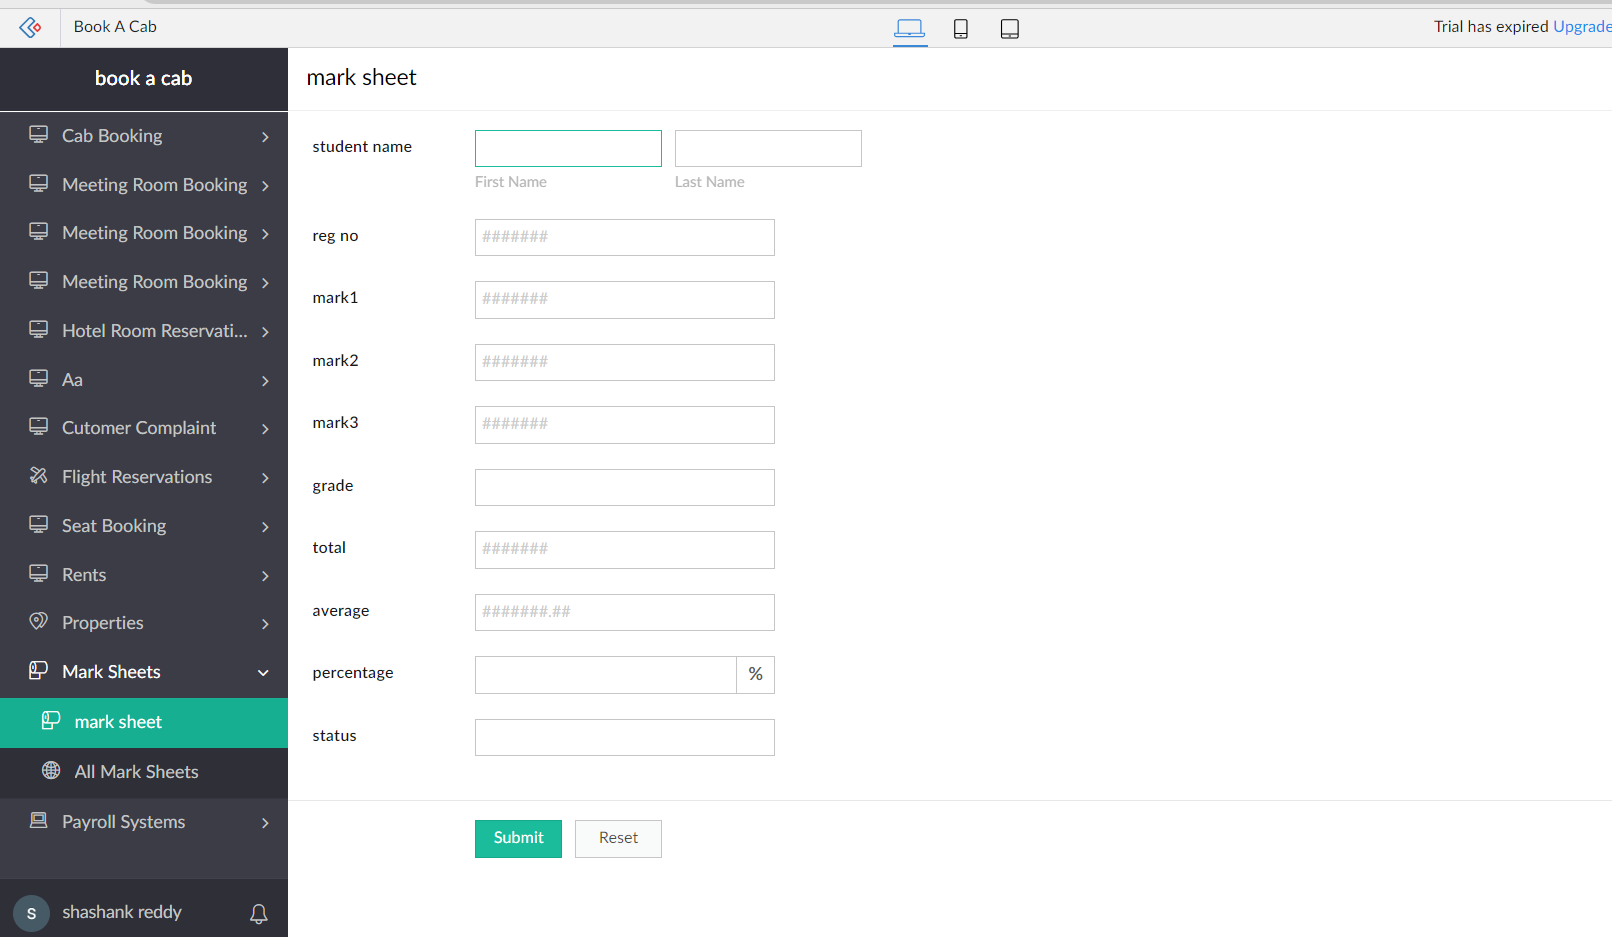 Book A Cab
Trial has expired Upgrade
book a cab
Cab Booking
Meeting Room Booking
Meeting Room Booking
Meeting Room Booking
Hotel Room Reservati...
Aa
Cutomer Complaint
Flight Reservations
Seat Booking
Rents
Properties
Mark Sheets
mark sheet
All Mark Sheets
Payroll Systems
S
shashank reddy
mark sheet
student name
First Name Last Name
reg no #######
mark1 #######
mark2 #######
mark3 #######
grade
total #######
average #######.##
percentage %
status
Submit Reset